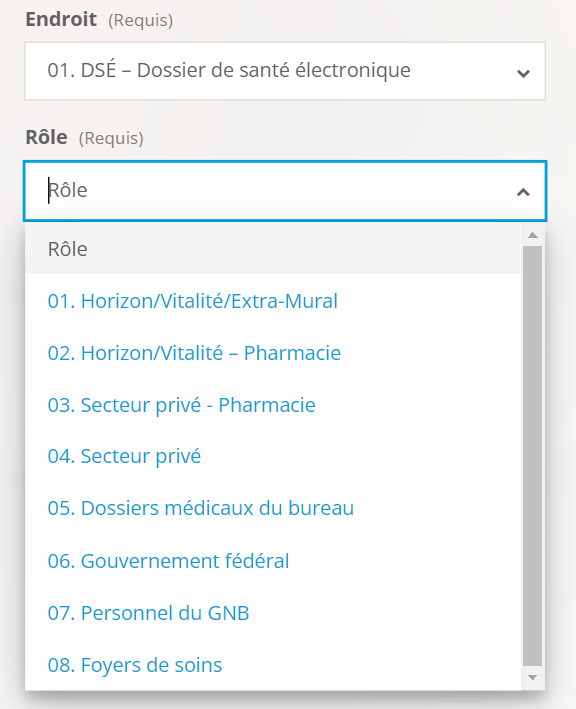 Endroit (Requis)
01. DSÉ – Dossier de santé électronique
Rôle (Requis)
Rôle
Rôle
01. Horizon/Vitalité/Extra-Mural
02. Horizon/Vitalité – Pharmacie
03. Secteur privé - Pharmacie
04. Secteur privé
05. Dossiers médicaux du bureau
06. Gouvernement fédéral
07. Personnel du GNB
08. Foyers de soins